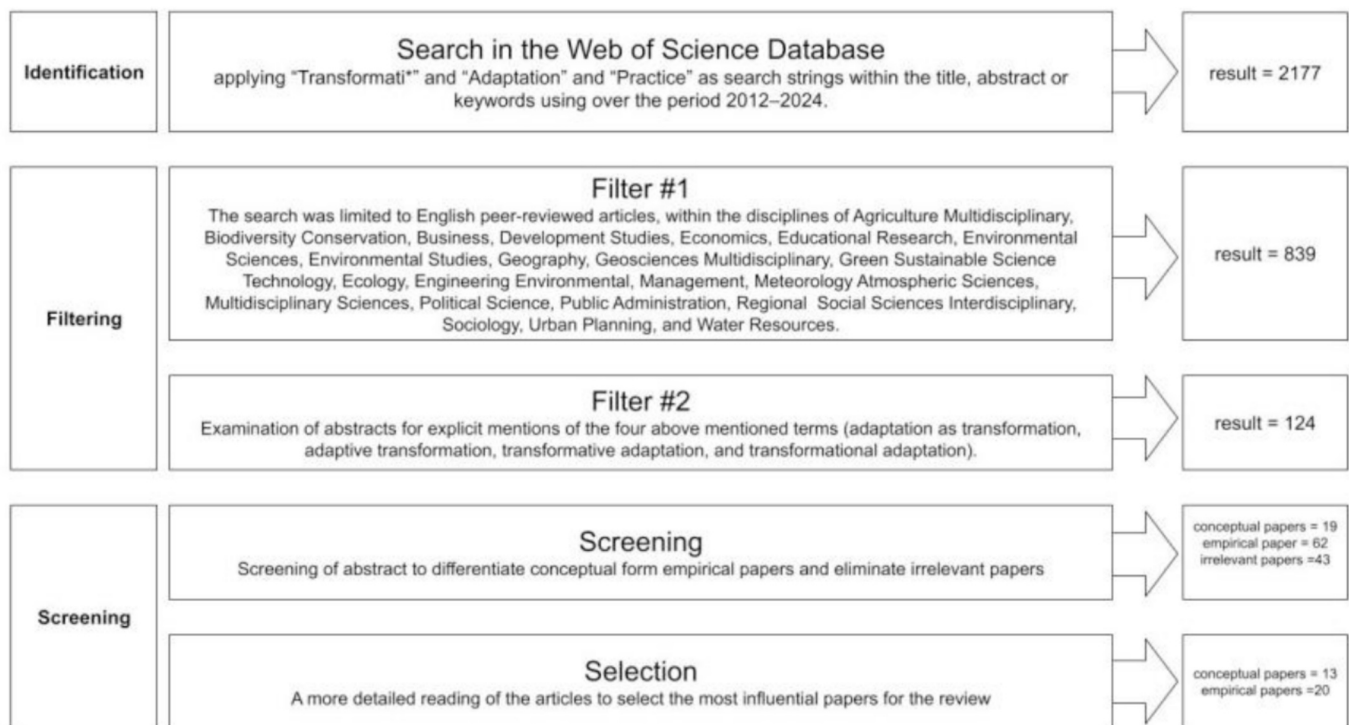 Identification
Search in the Web of Science Database
applying “Transformati*” and “Adaptation” and “Practice” as search strings within the title, abstract or
keywords using over the period 2012–2024.
result = 2177
Filtering
Filter #1
The search was limited to English peer-reviewed articles, within the disciplines of Agriculture Multidisciplinary,
Biodiversity Conservation, Business, Development Studies, Economics, Educational Research, Environmental
Sciences, Environmental Studies, Geography, Geosciences Multidisciplinary, Green Sustainable Science
Technology, Ecology, Engineering Environmental, Management, Meteorology Atmospheric Sciences,
Multidisciplinary Sciences, Political Science, Public Administration, Regional Social Sciences Interdisciplinary,
Sociology, Urban Planning, and Water Resources.
result = 839
Filter #2
Examination of abstracts for explicit mentions of the four above mentioned terms (adaptation as transformation,
adaptive transformation, transformative adaptation, and transformational adaptation).
result = 124
Screening
Screening
Screening of abstract to differentiate conceptual form empirical papers and eliminate irrelevant papers
conceptual papers = 19
empirical paper = 62
irrelevant papers =43
Selection
A more detailed reading of the articles to select the most influential papers for the review
conceptual papers = 13
empirical papers =20